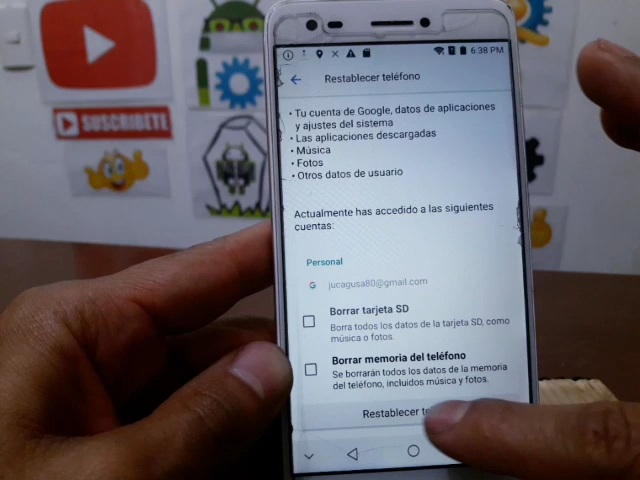 SUSCRIBETE
6:38 PM
Restablecer teléfono
• Tu cuenta de Google, datos de aplicaciones
y ajustes del sistema
• Las aplicaciones descargadas
• Música
• Fotos
• Otros datos de usuario
Actualmente has accedido a las siguientes
cuentas:
Personal
G jucagusa80@gmail.com
Borrar tarjeta SD
Borra todos los datos de la tarjeta SD, como
música o fotos.
Borrar memoria del teléfono
Se borrarán todos los datos de la memoria
del teléfono, incluidos música y fotos.
Restablecer te